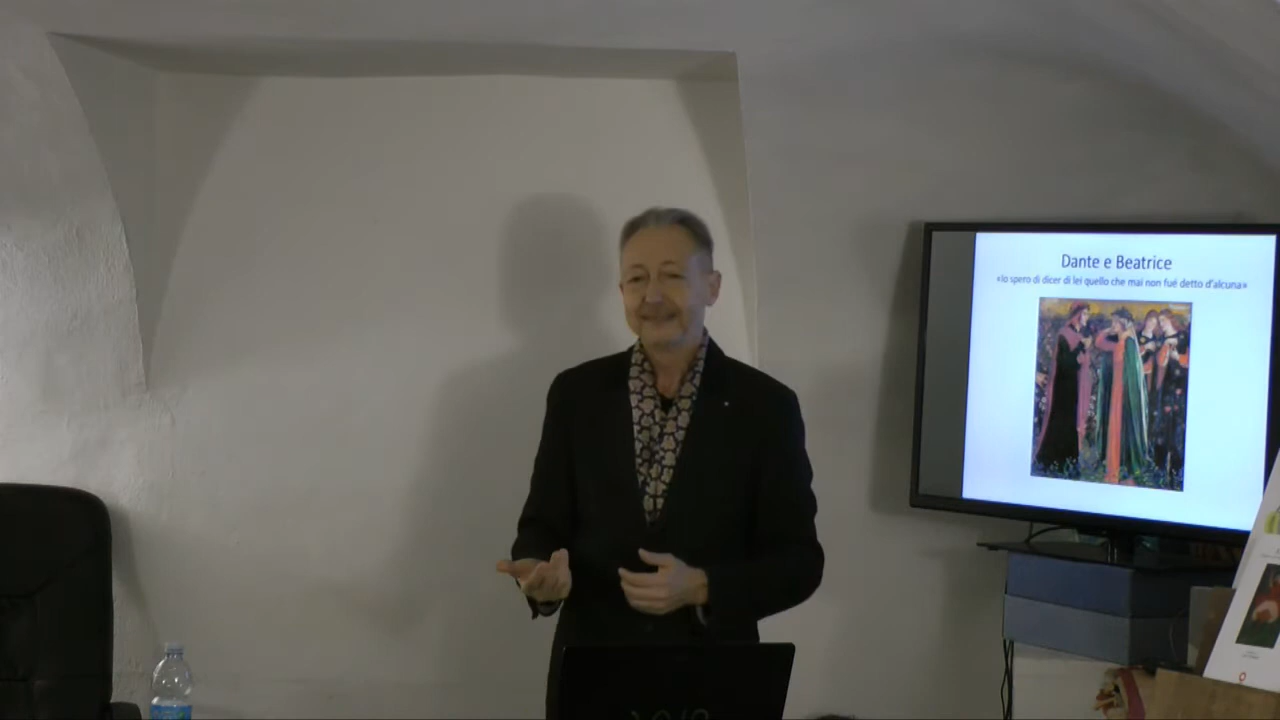 Dante e Beatrice
«Io spero di dicer di lei quello che mai non fué detto d'alcuna»